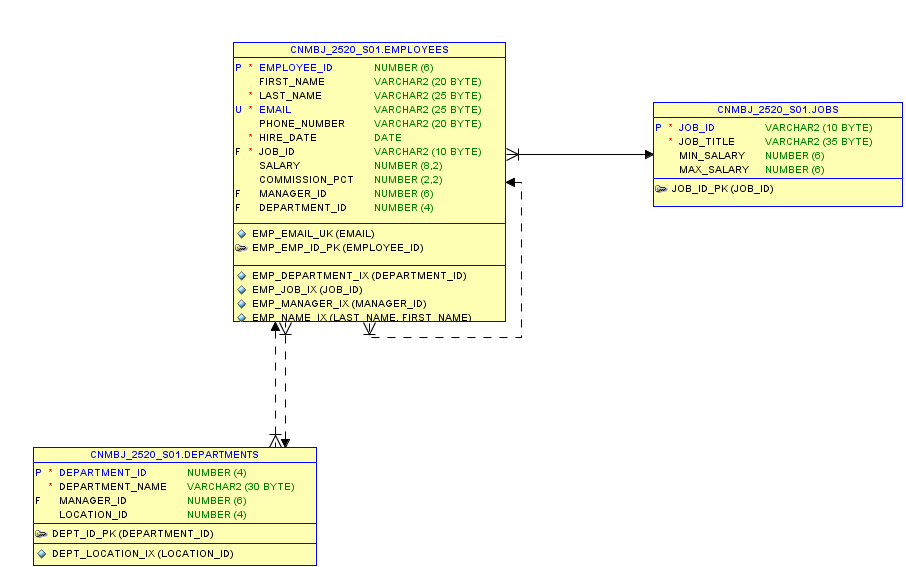 CNMBJ_2520_S01.EMPLOYEES
P * EMPLOYEE_ID NUMBER (6)
FIRST_NAME VARCHAR2 (20 BYTE)
* LAST_NAME VARCHAR2 (25 BYTE)
U * EMAIL VARCHAR2 (25 BYTE)
PHONE_NUMBER VARCHAR2 (20 BYTE)
* HIRE_DATE DATE
F * JOB_ID VARCHAR2 (10 BYTE)
SALARY NUMBER (8,2)
COMMISSION_PCT NUMBER (2,2)
F MANAGER_ID NUMBER (6)
F DEPARTMENT_ID NUMBER (4)
EMP_EMAIL_UK (EMAIL)
EMP_EMP_ID_PK (EMPLOYEE_ID)
EMP_DEPARTMENT_IX (DEPARTMENT_ID)
EMP_JOB_IX (JOB_ID)
EMP_MANAGER_IX (MANAGER_ID)
EMP_NAME_IX (LAST_NAME, FIRST_NAME)
CNMBJ_2520_S01.JOBS
P * JOB_ID VARCHAR2 (10 BYTE)
* JOB_TITLE VARCHAR2 (35 BYTE)
MIN_SALARY NUMBER (6)
MAX_SALARY NUMBER (6)
JOB_ID_PK (JOB_ID)
CNMBJ_2520_S01.DEPARTMENTS
P * DEPARTMENT_ID NUMBER (4)
* DEPARTMENT_NAME VARCHAR2 (30 BYTE)
F MANAGER_ID NUMBER (6)
LOCATION_ID NUMBER (4)
DEPT_ID_PK (DEPARTMENT_ID)
DEPT_LOCATION_IX (LOCATION_ID)